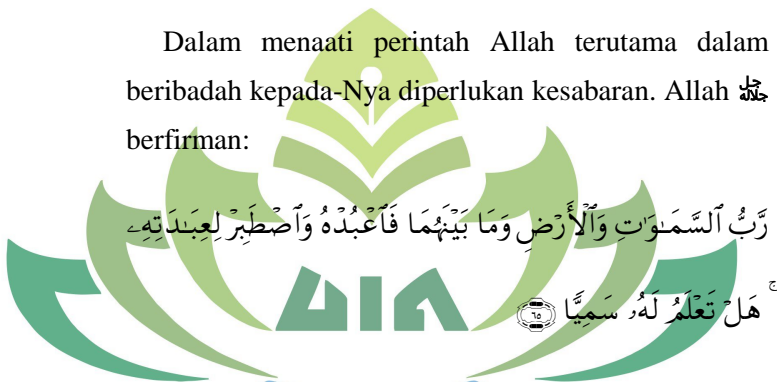 Dalam menaati perintah Allah terutama dalam
beribadah kepada-Nya diperlukan kesabaran. Allah ﷻ
berfirman:
رَّبُّ ٱلسَّمَـٰوَٰتِ وَٱلْأَرْضِ وَمَا بَيْنَهُمَا فَٱعْبُدْهُ وَٱصْطَبِرْ لِعِبَـٰدَتِهِۦ
ۚ هَلْ تَعْلَمُ لَهُۥ سَمِيًّا ﴿٦٥﴾
UIN